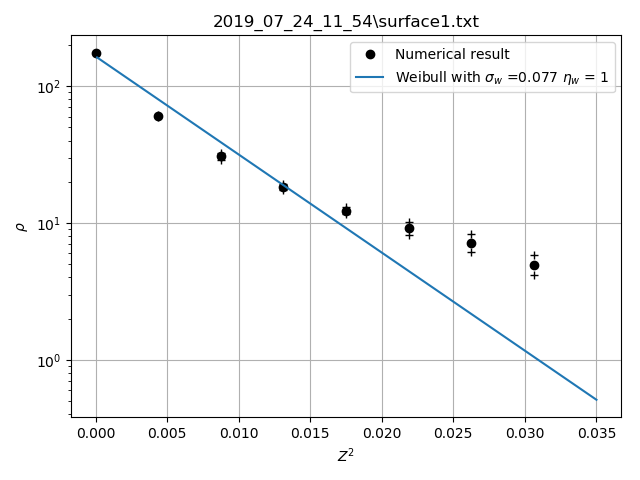 2019_07_24_11_54\surface1.txt
Numerical result
Weibull with σw =0.077 ηw = 1
10²
10¹
10⁰
ρ
0.000 0.005 0.010 0.015 0.020 0.025 0.030 0.035
Z²